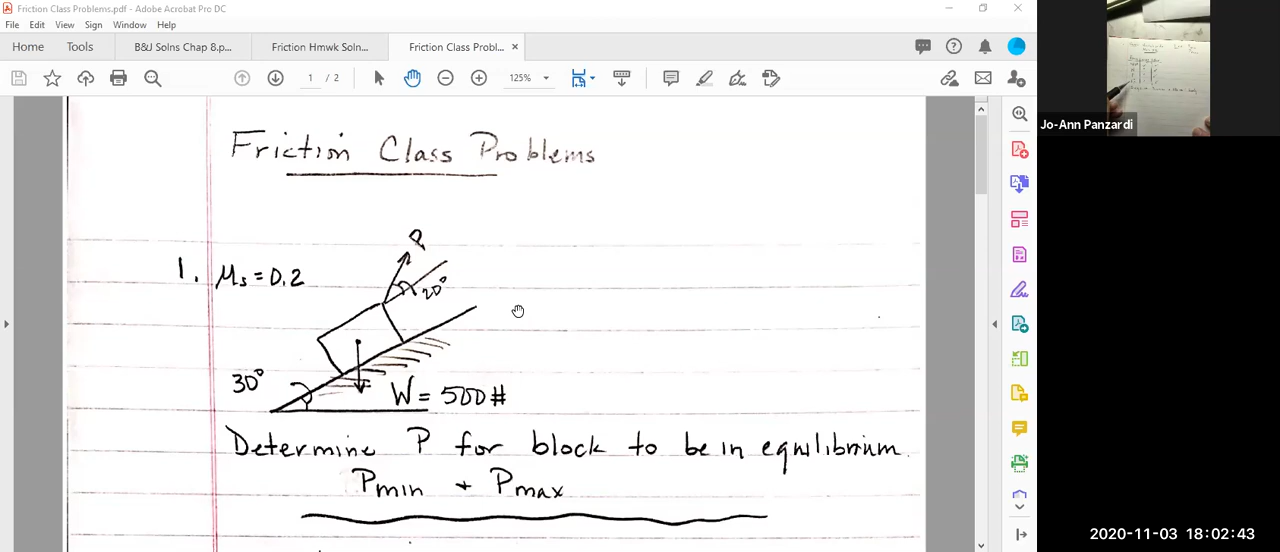 Friction Class Problems.pdf - Adobe Acrobat Pro DC
File Edit View Sign Window Help
Home Tools B&J Solns Chap 8.p... Friction Hmwk Soln... Friction Class Probl... ×
1 / 2 125%
Jo-Ann Panzardi
Friction Class Problems
P
1. μs = 0.2
20°
30°
W = 500#
Determine P for block to be in equilibrium.
Pmin + Pmax
2020-11-03 18:02:43